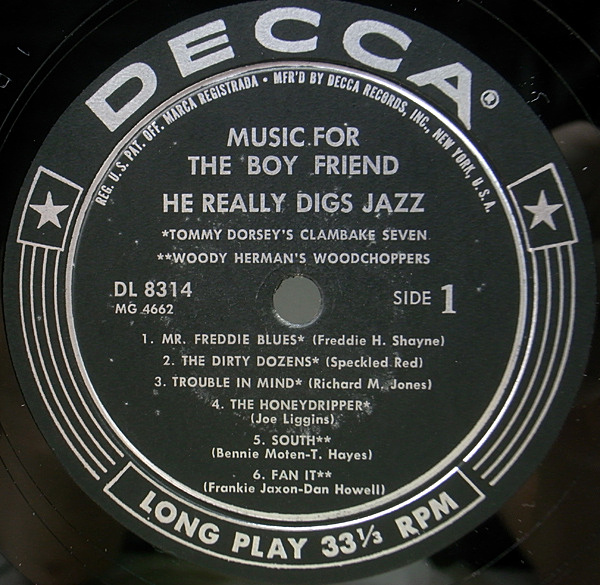 DECCA®
REG. U.S. PAT. OFF. MARCA REGISTRADA • MFR'D BY DECCA RECORDS, INC., NEW YORK, U.S.A.
MUSIC FOR
THE BOY FRIEND
HE REALLY DIGS JAZZ
*TOMMY DORSEY'S CLAMBAKE SEVEN
**WOODY HERMAN'S WOODCHOPPERS
DL 8314
MG 4662
SIDE 1
1. MR. FREDDIE BLUES* (Freddie H. Shayne)
2. THE DIRTY DOZENS* (Speckled Red)
3. TROUBLE IN MIND* (Richard M. Jones)
4. THE HONEYDRIPPER*
(Joe Liggins)
5. SOUTH**
(Bennie Moten-T. Hayes)
6. FAN IT**
(Frankie Jaxon-Dan Howell)
LONG PLAY 33⅓ RPM